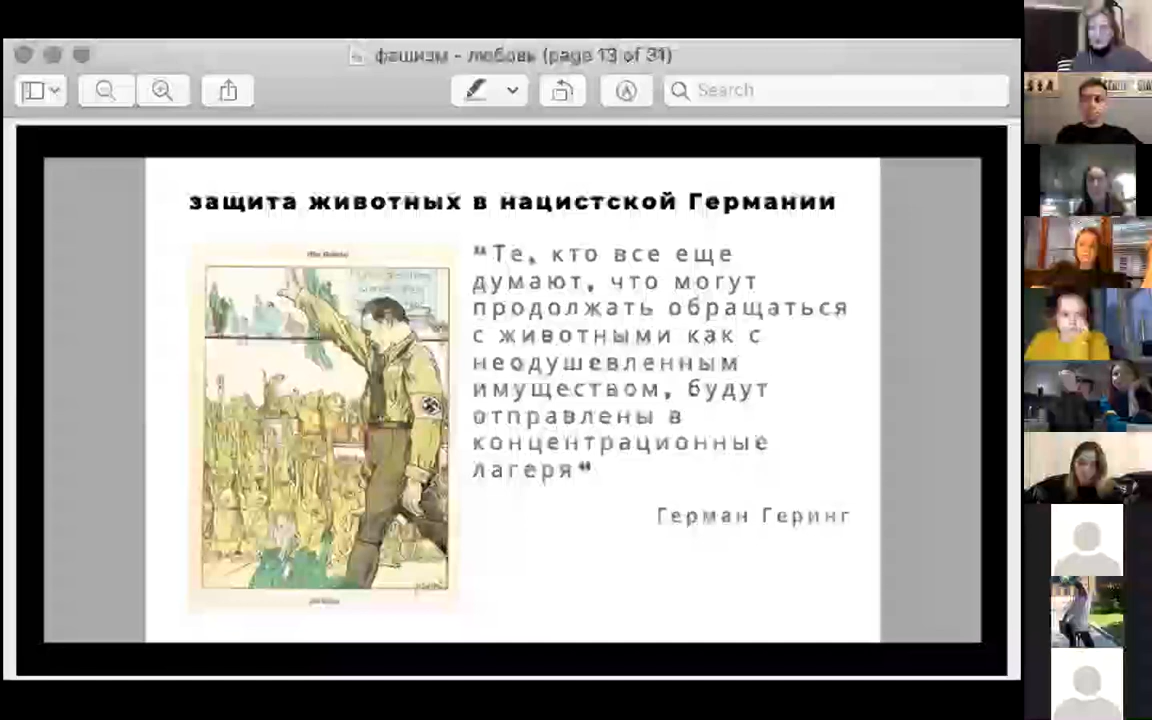 фашизм - любовь (page 13 of 31)
Search
защита животных в нацистской Германии
"Те, кто все еще
думают, что могут
продолжать обращаться
с животными как с
неодушевленным
имуществом, будут
отправлены в
концентрационные
лагеря"
Герман Геринг